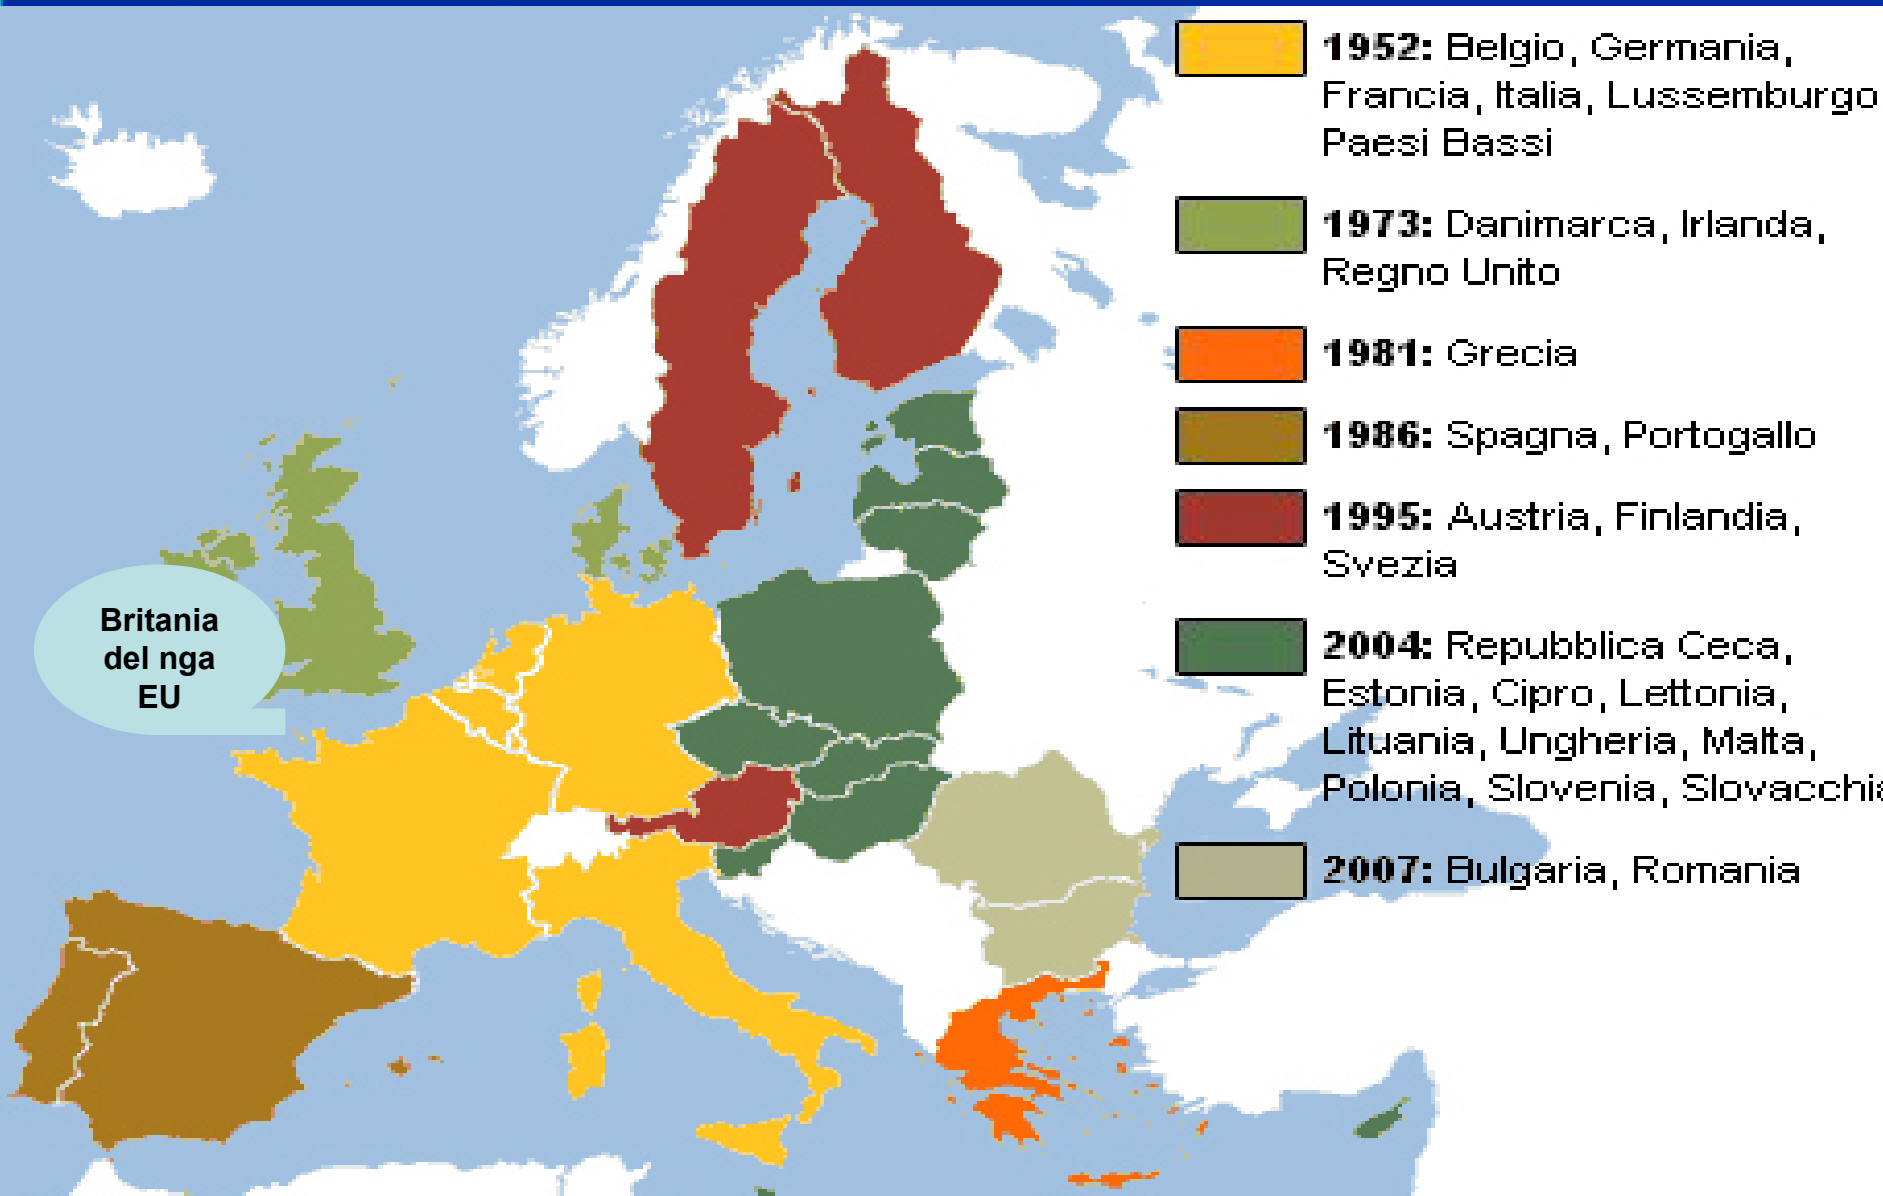 1952: Belgio, Germania,
Francia, Italia, Lussemburgo
Paesi Bassi
1973: Danimarca, Irlanda,
Regno Unito
1981: Grecia
1986: Spagna, Portogallo
1995: Austria, Finlandia,
Svezia
2004: Repubblica Ceca,
Estonia, Cipro, Lettonia,
Lituania, Ungheria, Malta,
Polonia, Slovenia, Slovacchi
2007: Bulgaria, Romania
Britania
del nga
EU